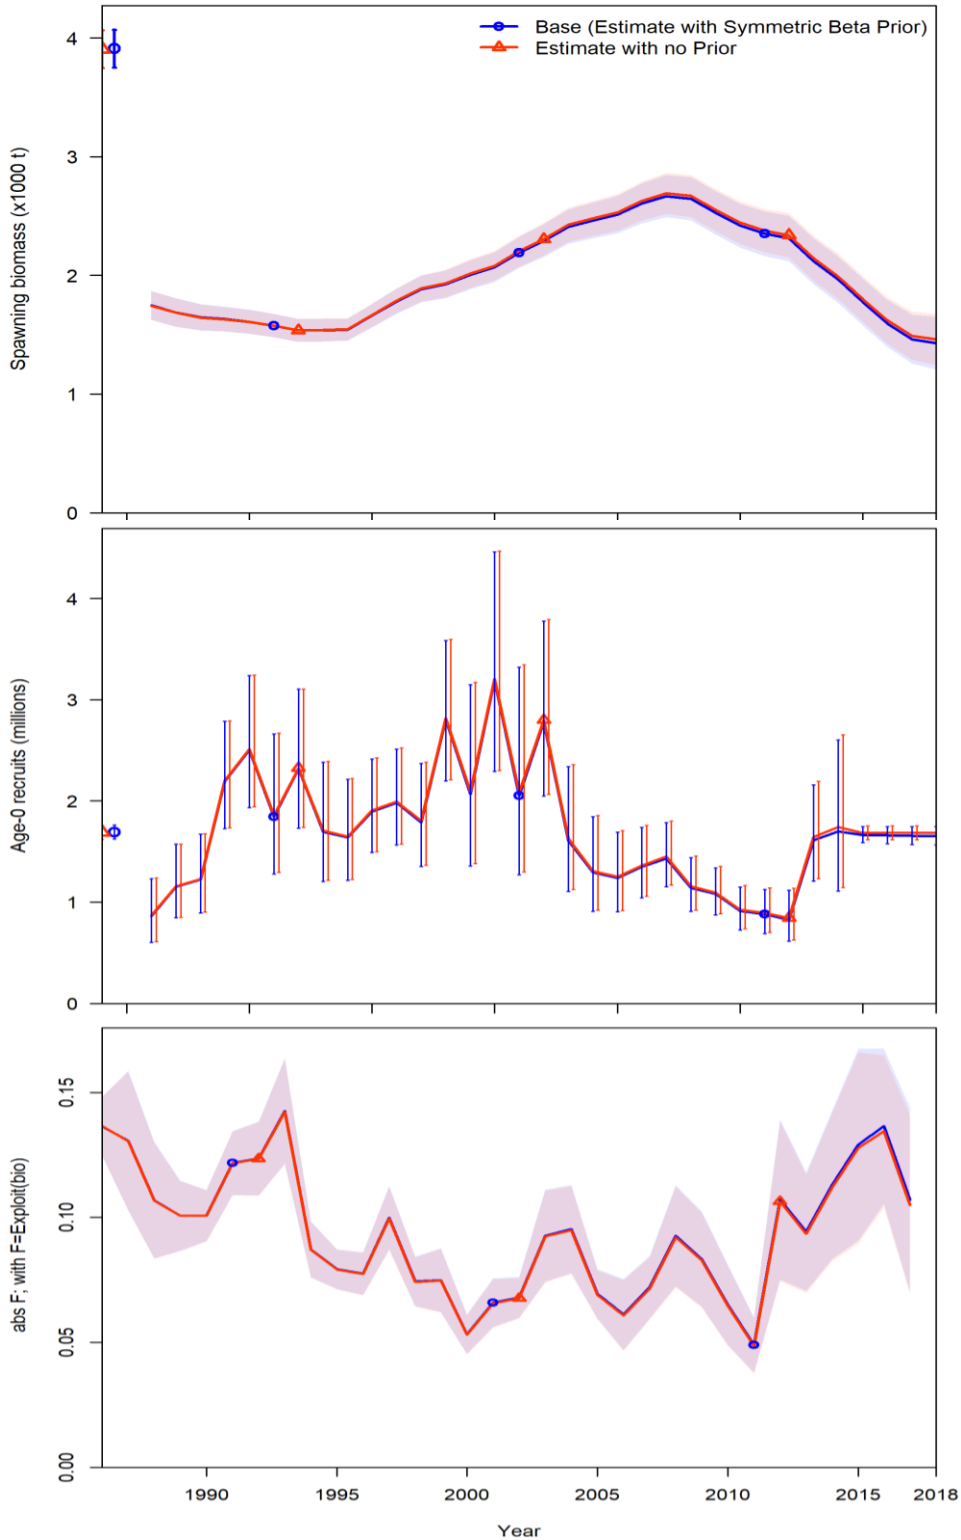 Base (Estimate with Symmetric Beta Prior)
Estimate with no Prior
Spawning biomass (x1000 t)
4
3
2
1
0
Age-0 recruits (millions)
4
3
2
1
0
abs F; with F=Exploit(bio)
0.15
0.10
0.05
0.00
1990 1995 2000 2005 2010 2015 2018
Year